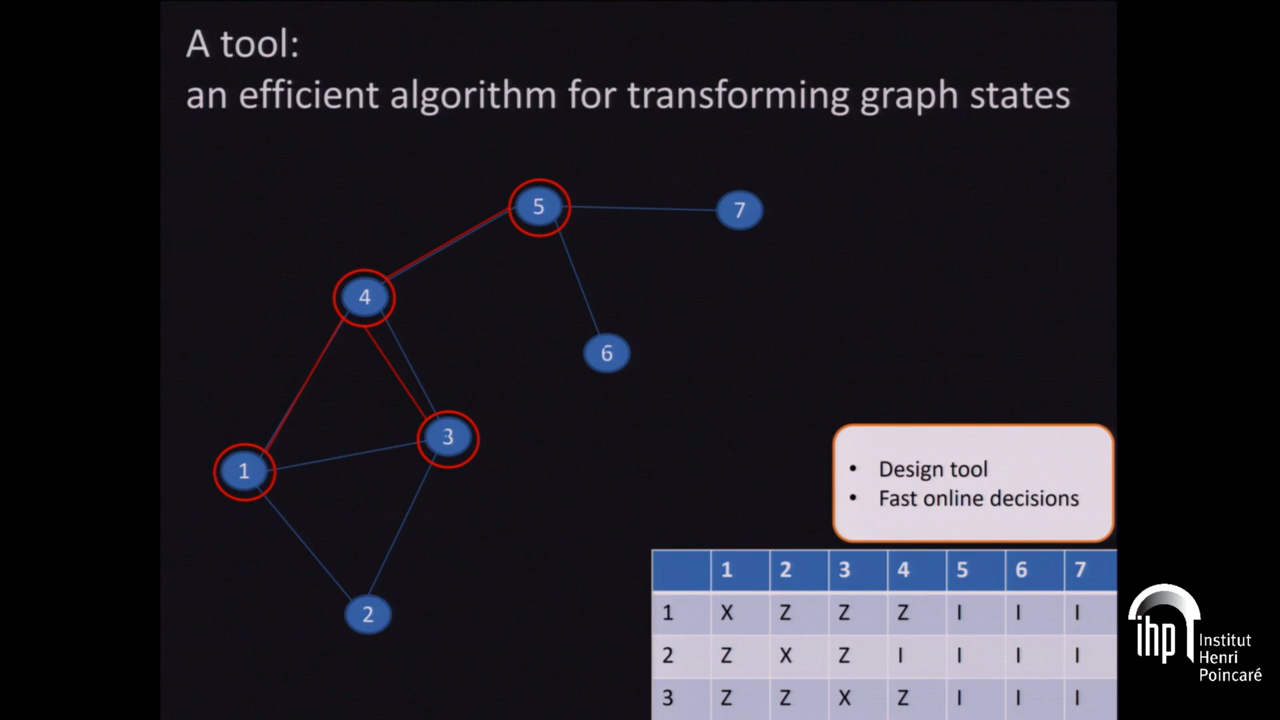 A tool:
an efficient algorithm for transforming graph states
5
7
4
6
3
1
2
• Design tool
• Fast online decisions
1 2 3 4 5 6 7
1 X Z Z Z I I I
2 Z X Z I I I I
3 Z Z X Z I I I
ihp Institut
Henri
Poincaré